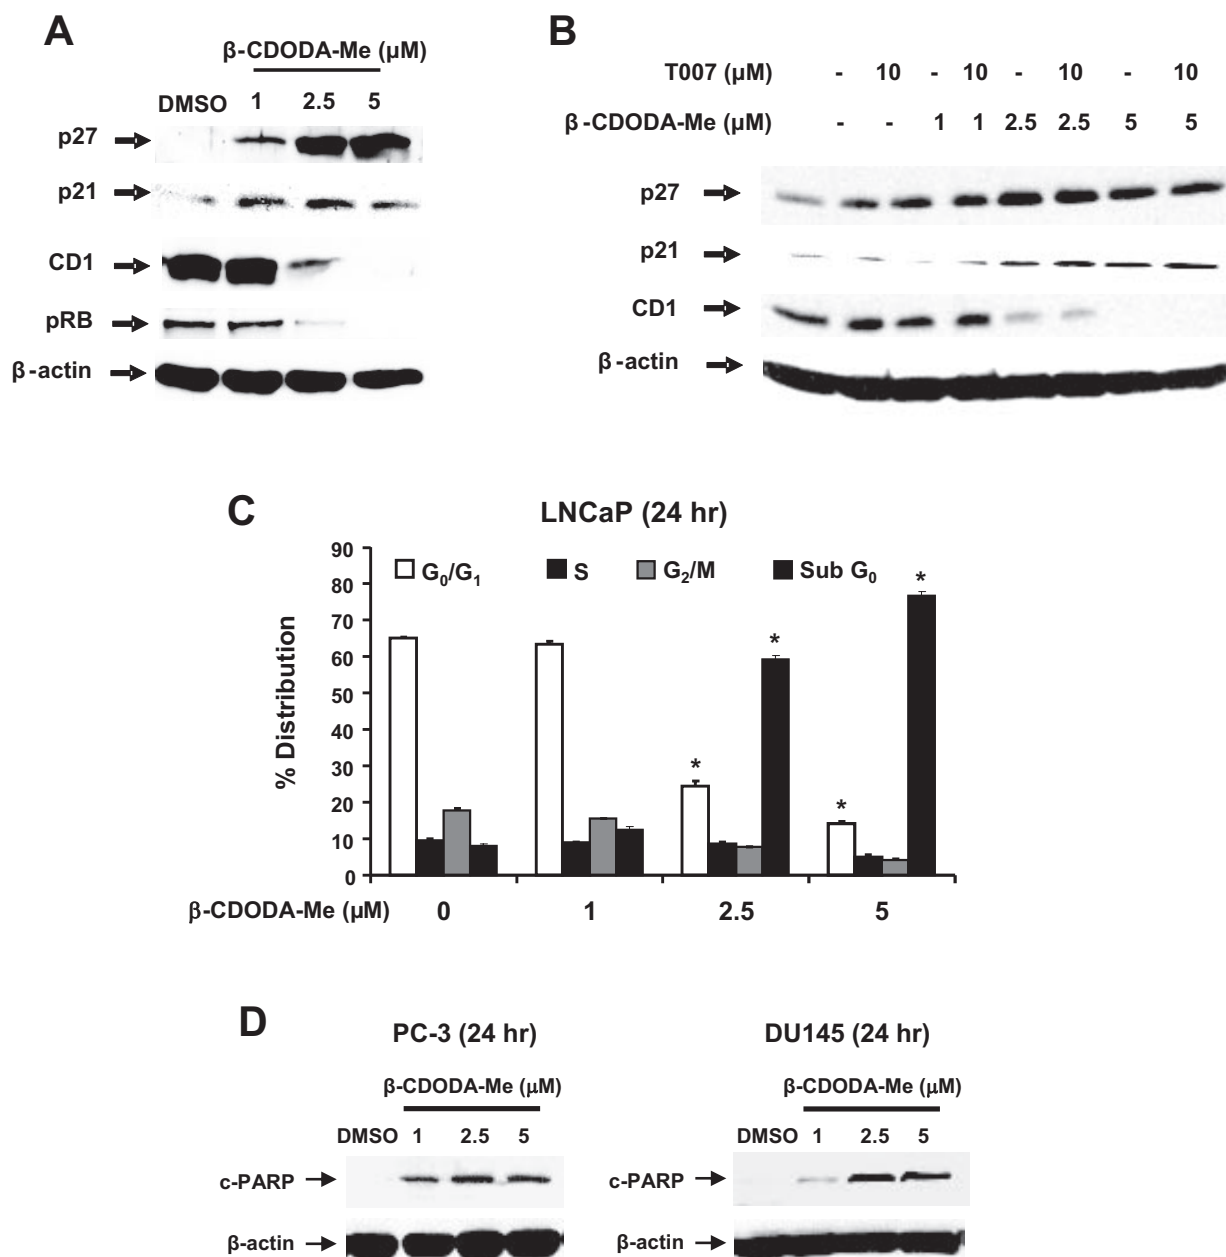 A
β-CDODA-Me (μM)
DMSO 1 2.5 5
p27
p21
CD1
pRB
β-actin
B
T007 (μM) - 10 - 10 - 10 - 10
β-CDODA-Me (μM) - - 1 1 2.5 2.5 5 5
p27
p21
CD1
β-actin
C
LNCaP (24 hr)
G0/G1 S G2/M Sub G0
% Distribution
90
80
70
60
50
40
30
20
10
0
* * * *
β-CDODA-Me (μM) 0 1 2.5 5
D
PC-3 (24 hr)
β-CDODA-Me (μM)
DMSO 1 2.5 5
c-PARP
β-actin
DU145 (24 hr)
β-CDODA-Me (μM)
DMSO 1 2.5 5
c-PARP
β-actin